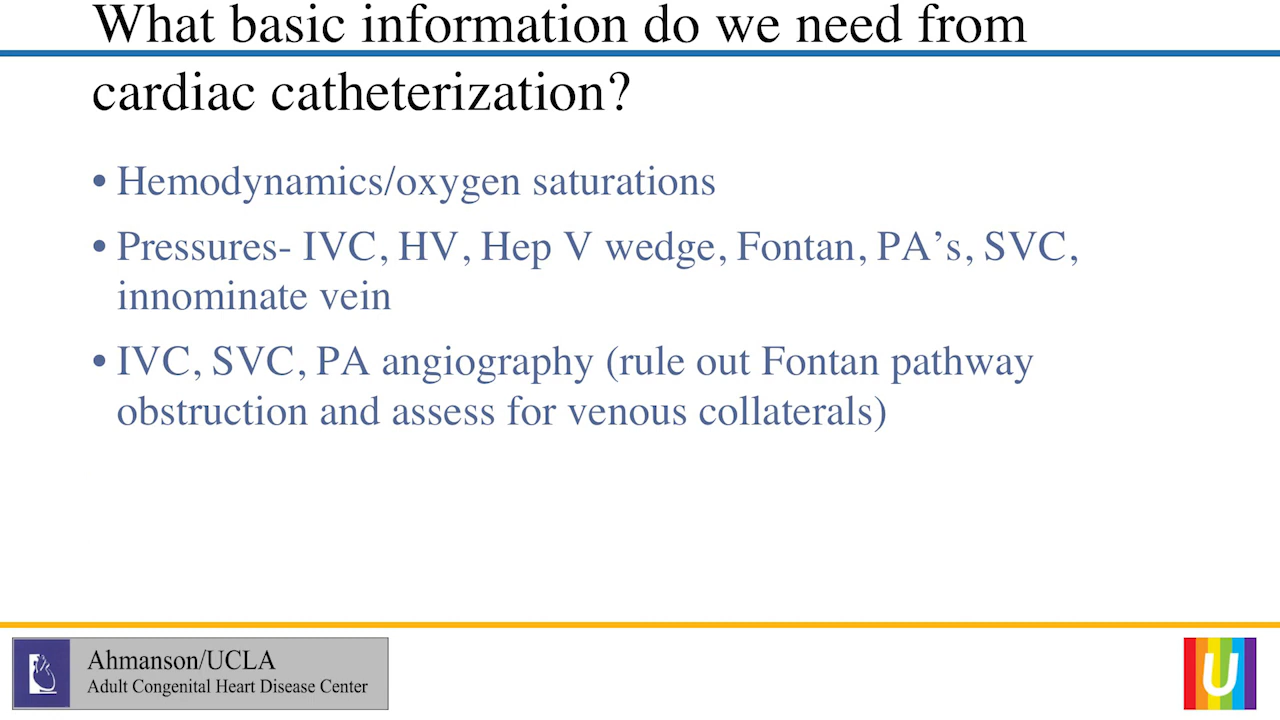 What basic information do we need from
cardiac catheterization?
• Hemodynamics/oxygen saturations
• Pressures- IVC, HV, Hep V wedge, Fontan, PA’s, SVC,
innominate vein
• IVC, SVC, PA angiography (rule out Fontan pathway
obstruction and assess for venous collaterals)
Ahmanson/UCLA
Adult Congenital Heart Disease Center
U